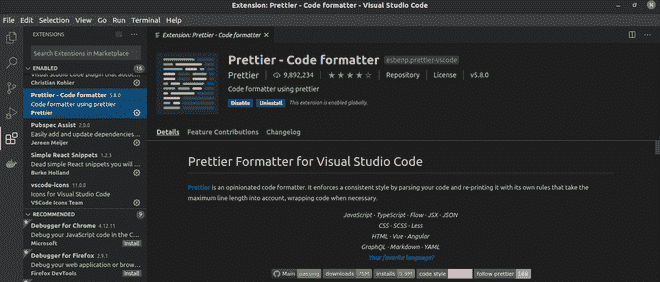 Extension: Prettier - Code formatter - Visual Studio Code
File Edit Selection View Go Run Terminal Help
EXTENSIONS
Extension: Prettier - Code formatter
Search Extensions in Marketplace
ENABLED 16
Visual Studio Code plugin that autoc...
Christian Kohler
Prettier - Code formatter 5.8.0
Code formatter using prettier
Prettier
Pubspec Assist 2.0.0
Easily add and update dependencies...
Jeroen Meijer
Simple React Snippets 1.2.3
Dead simple React snippets you will ...
Burke Holland
vscode-icons 11.0.0
Icons for Visual Studio Code
VSCode Icons Team
RECOMMENDED 9
Debugger for Chrome 4.12.11
Debug your JavaScript code in the C...
Microsoft Install
Debugger for Firefox 2.9.1
Debug your web application or brow...
Firefox DevTools Install
Prettier - Code formatter esbenp.prettier-vscode
Prettier 9,892,234 Repository License v5.8.0
Code formatter using prettier
Disable Uninstall This extension is enabled globally.
Details Feature Contributions Changelog
Prettier Formatter for Visual Studio Code
Prettier is an opinionated code formatter. It enforces a consistent style by parsing your code and re-printing it with its own rules that take the
maximum line length into account, wrapping code when necessary.
JavaScript · TypeScript · Flow · JSX · JSON
CSS · SCSS · Less
HTML · Vue · Angular
GraphQL · Markdown · YAML
Your favorite language?
Main passing downloads installs code style follow prettier